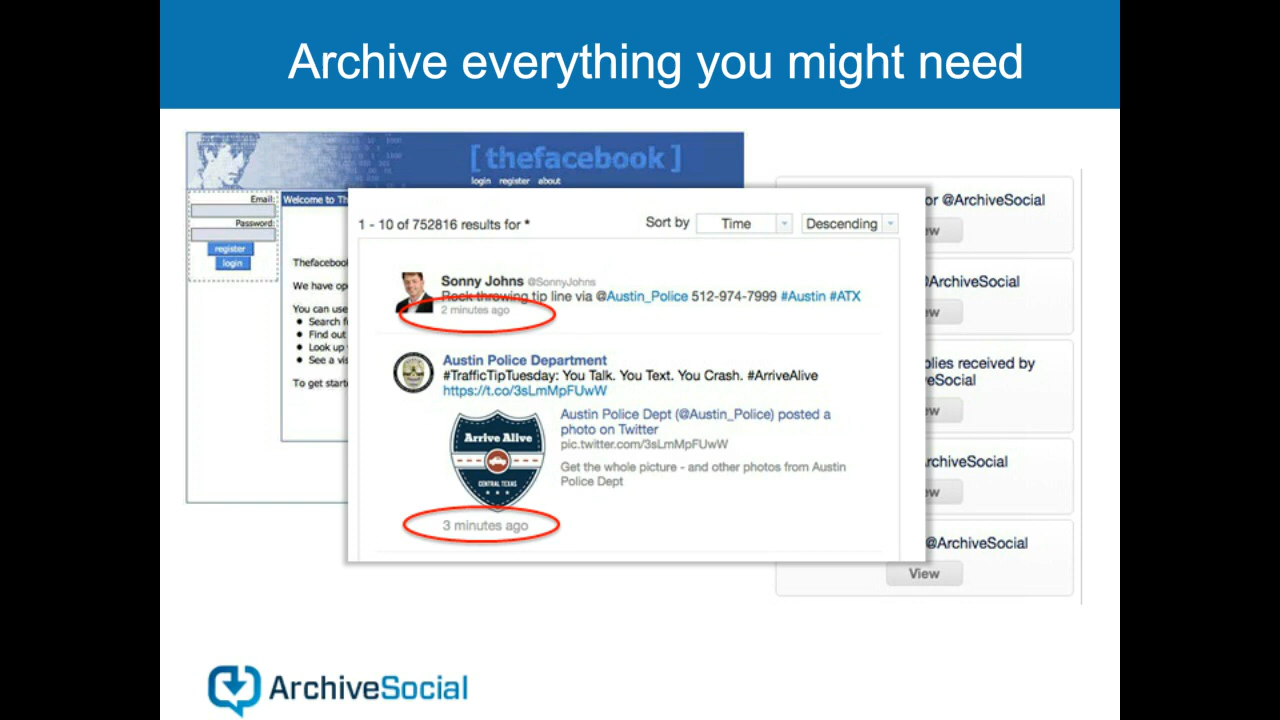 Archive everything you might need
[thefacebook]
login register about
Email:
Password:
register
login
Welcome to Th
Thefacebool
We have op
You can use
• Search f
• Find out
• Look up
• See a vis
To get start
1 - 10 of 752816 results for *
Sort by Time Descending
Sonny Johns @SonnyJohns
Rock throwing tip line via @Austin_Police 512-974-7999 #Austin #ATX
2 minutes ago
Austin Police Department
#TrafficTipTuesday: You Talk. You Text. You Crash. #ArriveAlive
https://t.co/3sLmMpFUwW
Arrive Alive
CENTRAL TEXAS
Austin Police Dept (@Austin_Police) posted a
photo on Twitter
pic.twitter.com/3sLmMpFUwW
Get the whole picture - and other photos from Austin
Police Dept
3 minutes ago
or @ArchiveSocial
ew
@ArchiveSocial
ew
plies received by
eSocial
ew
rchiveSocial
ew
@ArchiveSocial
View
ArchiveSocial